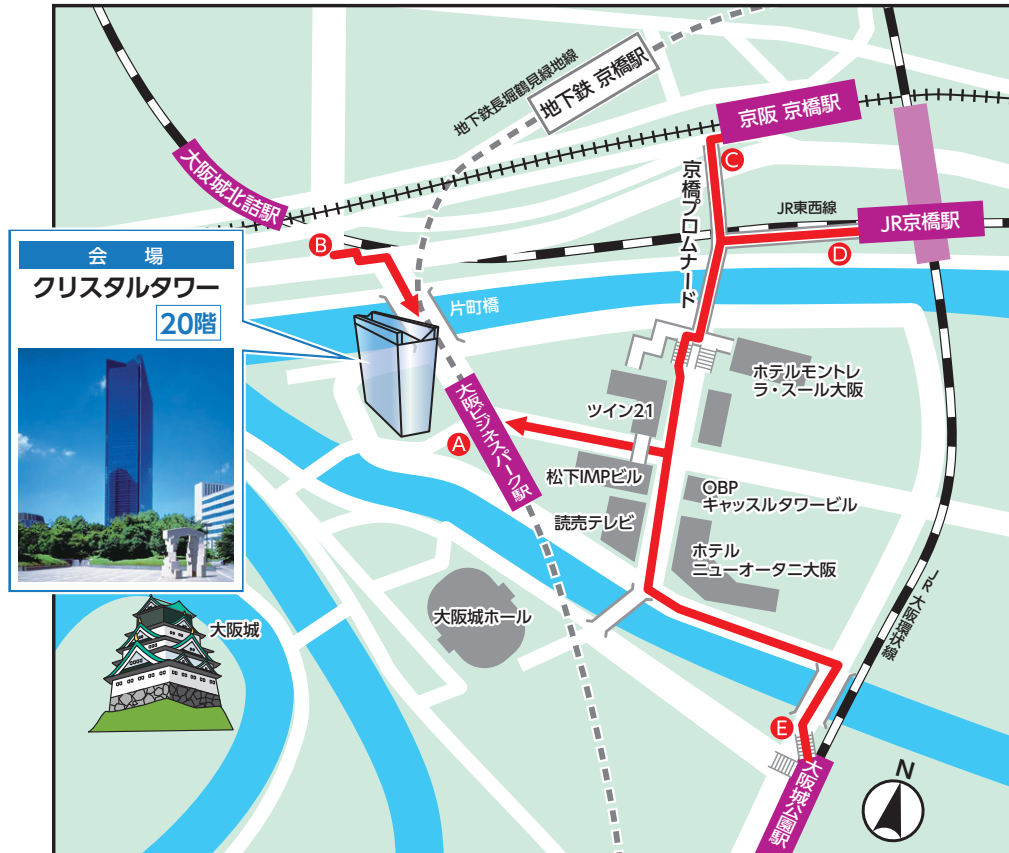 地下鉄長堀鶴見緑地線
地下鉄 京橋駅
京阪 京橋駅
C
大阪城北詰駅
京橋プロムナード
JR東西線
JR京橋駅
D
B
会 場
クリスタルタワー
20階
片町橋
ホテルモントレ
ラ・スール大阪
ツイン21
A
大阪ビジネスパーク駅
松下IMPビル
OBP
キャッスルタワービル
読売テレビ
ホテル
ニューオータニ大阪
JR 大阪環状線
大阪城
大阪城ホール
E
大阪城公園駅
N